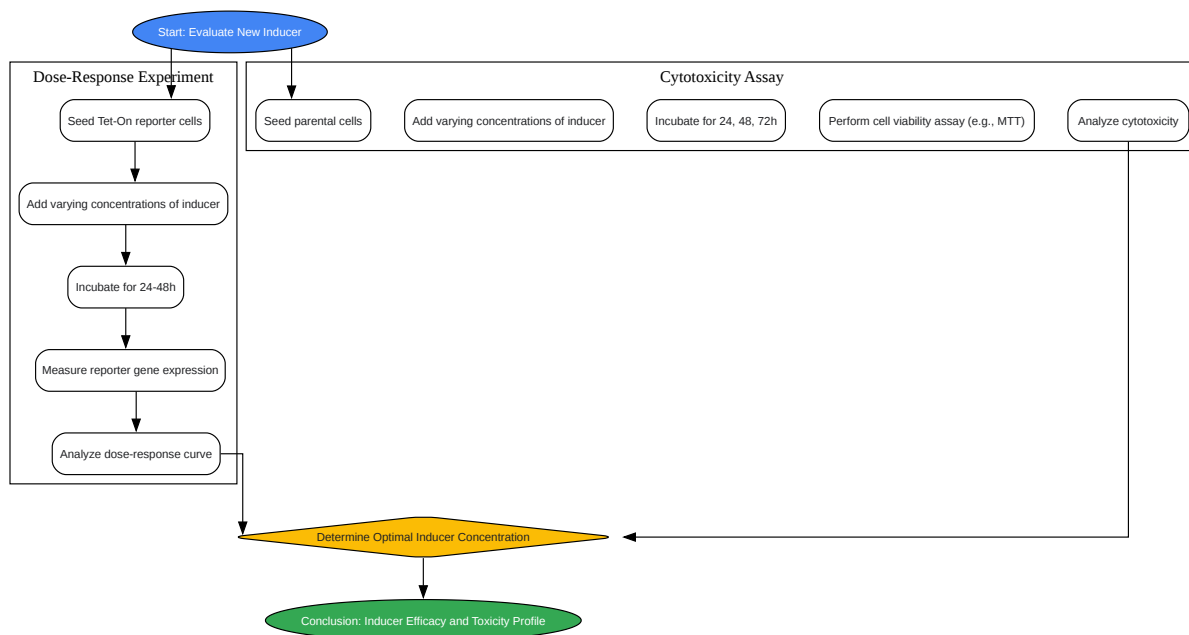 Start: Evaluate New Inducer
Dose-Response Experiment
Seed Tet-On reporter cells
Add varying concentrations of inducer
Incubate for 24-48h
Measure reporter gene expression
Analyze dose-response curve
Cytotoxicity Assay
Seed parental cells
Add varying concentrations of inducer
Incubate for 24, 48, 72h
Perform cell viability assay (e.g., MTT)
Analyze cytotoxicity
Determine Optimal Inducer Concentration
Conclusion: Inducer Efficacy and Toxicity Profile